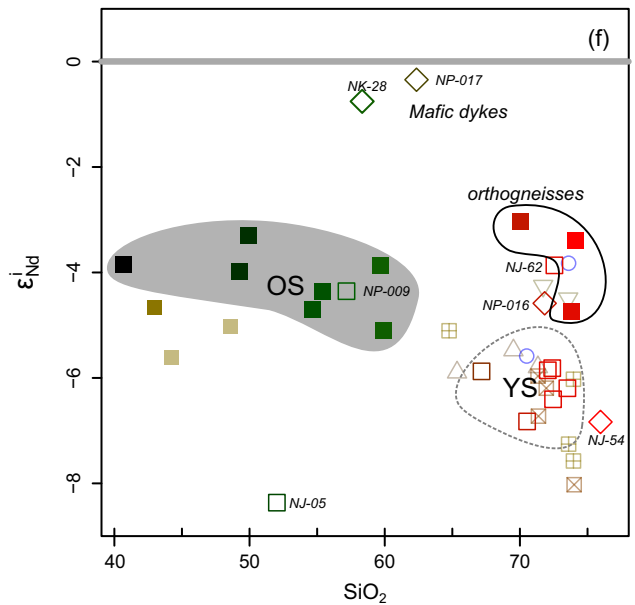 (f)
0
NK-28
NP-017
Mafic dykes
−2
orthogneisses
−4
NJ-62
OS
NP-009
NP-016
−6
YS
NJ-54
−8
NJ-05
εⁱNd
40
50
60
70
SiO₂